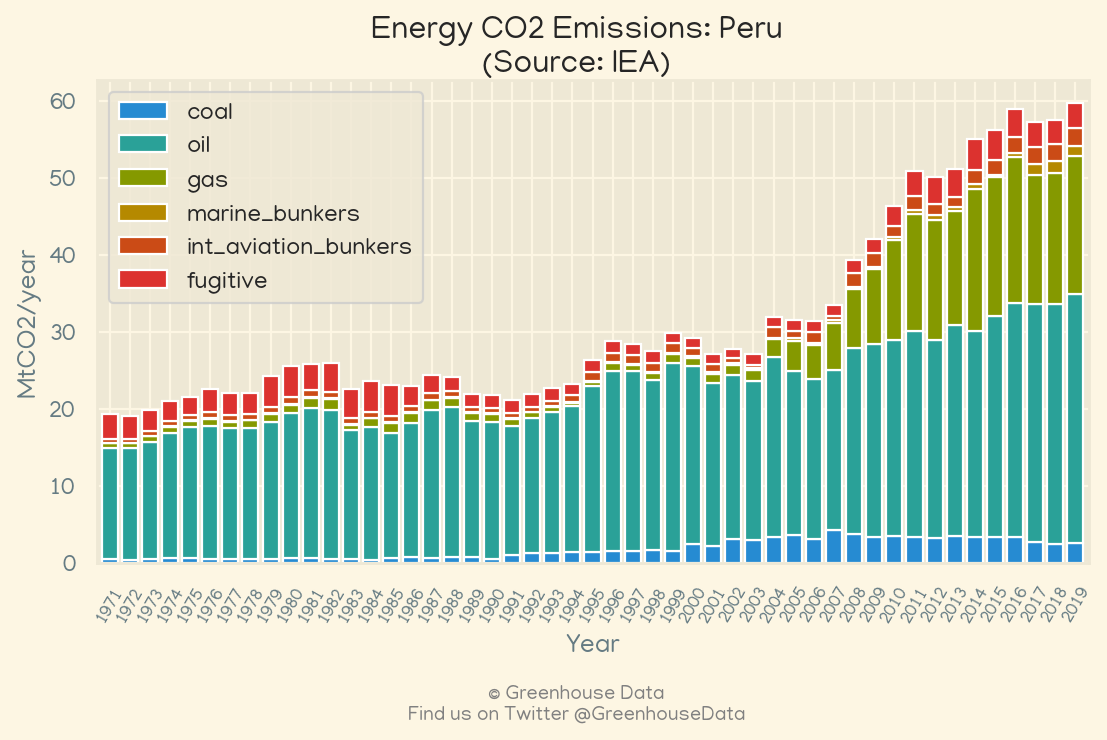 Energy CO2 Emissions: Peru
(Source: IEA)
60
50
40
30
20
10
0
MtCO2/year
coal
oil
gas
marine_bunkers
int_aviation_bunkers
fugitive
1971 1972 1973 1974 1975 1976 1977 1978 1979 1980 1981 1982 1983 1984 1985 1986 1987 1988 1989 1990 1991 1992 1993 1994 1995 1996 1997 1998 1999 2000 2001 2002 2003 2004 2005 2006 2007 2008 2009 2010 2011 2012 2013 2014 2015 2016 2017 2018 2019
Year
© Greenhouse Data
Find us on Twitter @GreenhouseData